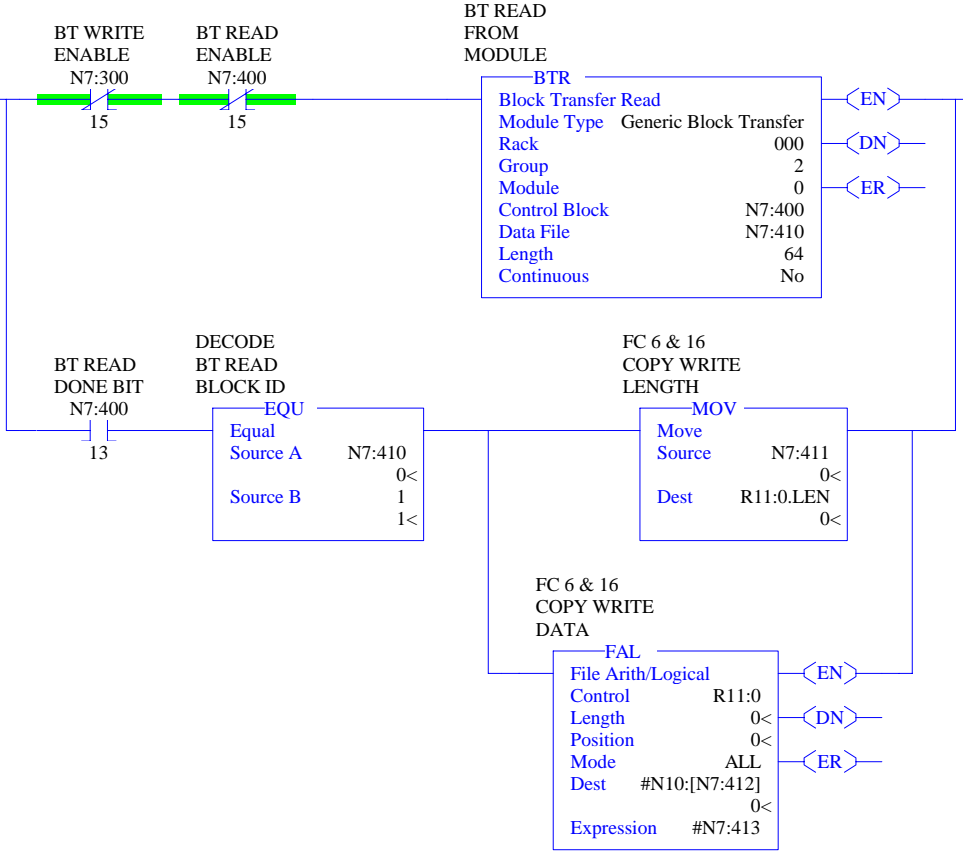 BT READ
FROM
MODULE
BT WRITE
ENABLE
N7:300
15
BT READ
ENABLE
N7:400
15
BTR
Block Transfer Read
Module Type Generic Block Transfer
Rack 000
Group 2
Module 0
Control Block N7:400
Data File N7:410
Length 64
Continuous No
EN
DN
ER
BT READ
DONE BIT
N7:400
13
DECODE
BT READ
BLOCK ID
EQU
Equal
Source A N7:410
0<
Source B 1
1<
FC 6 & 16
COPY WRITE
LENGTH
MOV
Move
Source N7:411
0<
Dest R11:0.LEN
0<
FC 6 & 16
COPY WRITE
DATA
FAL
File Arith/Logical
Control R11:0
Length 0<
Position 0<
Mode ALL
Dest #N10:[N7:412]
0<
Expression #N7:413
EN
DN
ER